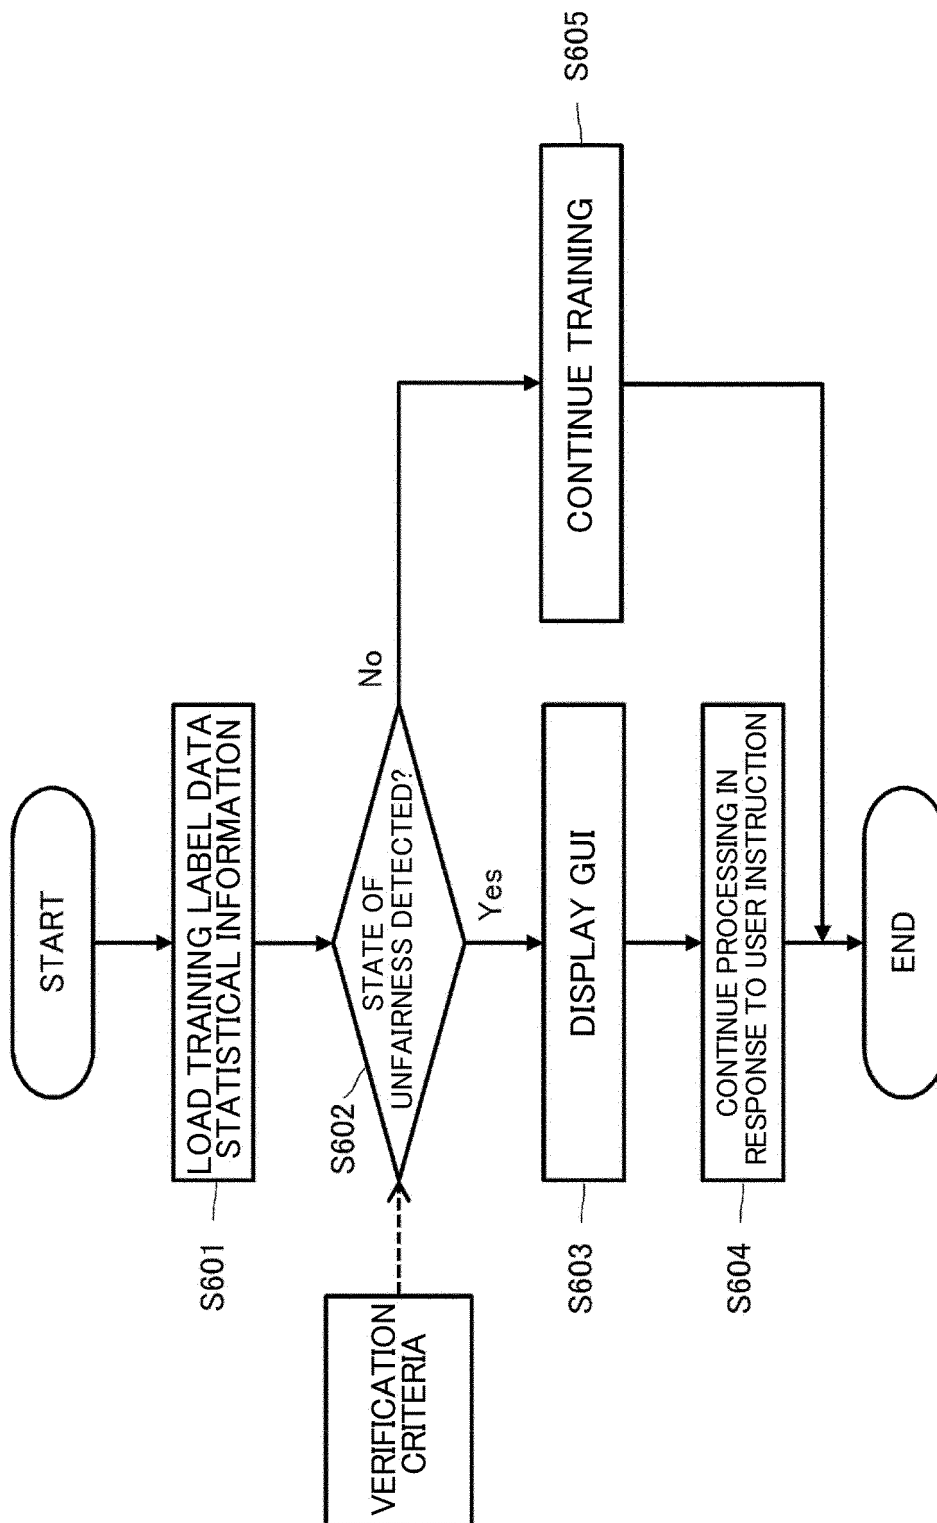 START
LOAD TRAINING LABEL DATA
STATISTICAL INFORMATION
S601
VERIFICATION
CRITERIA
S602
STATE OF
UNFAIRNESS DETECTED?
No
Yes
DISPLAY GUI
S603
CONTINUE TRAINING
S605
CONTINUE PROCESSING IN
RESPONSE TO USER INSTRUCTION
S604
END